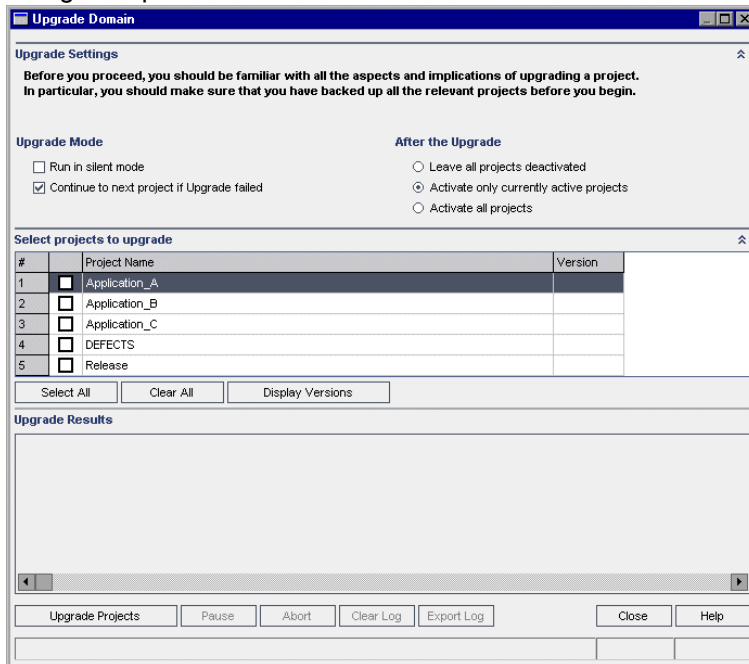 Upgrade Domain
Upgrade Settings
Before you proceed, you should be familiar with all the aspects and implications of upgrading a project.
In particular, you should make sure that you have backed up all the relevant projects before you begin.
Upgrade Mode
After the Upgrade
Run in silent mode
Leave all projects deactivated
Continue to next project if Upgrade failed
Activate only currently active projects
Activate all projects
Select projects to upgrade
# Project Name Version
1 Application_A
2 Application_B
3 Application_C
4 DEFECTS
5 Release
Select All Clear All Display Versions
Upgrade Results
Upgrade Projects Pause Abort Clear Log Export Log Close Help